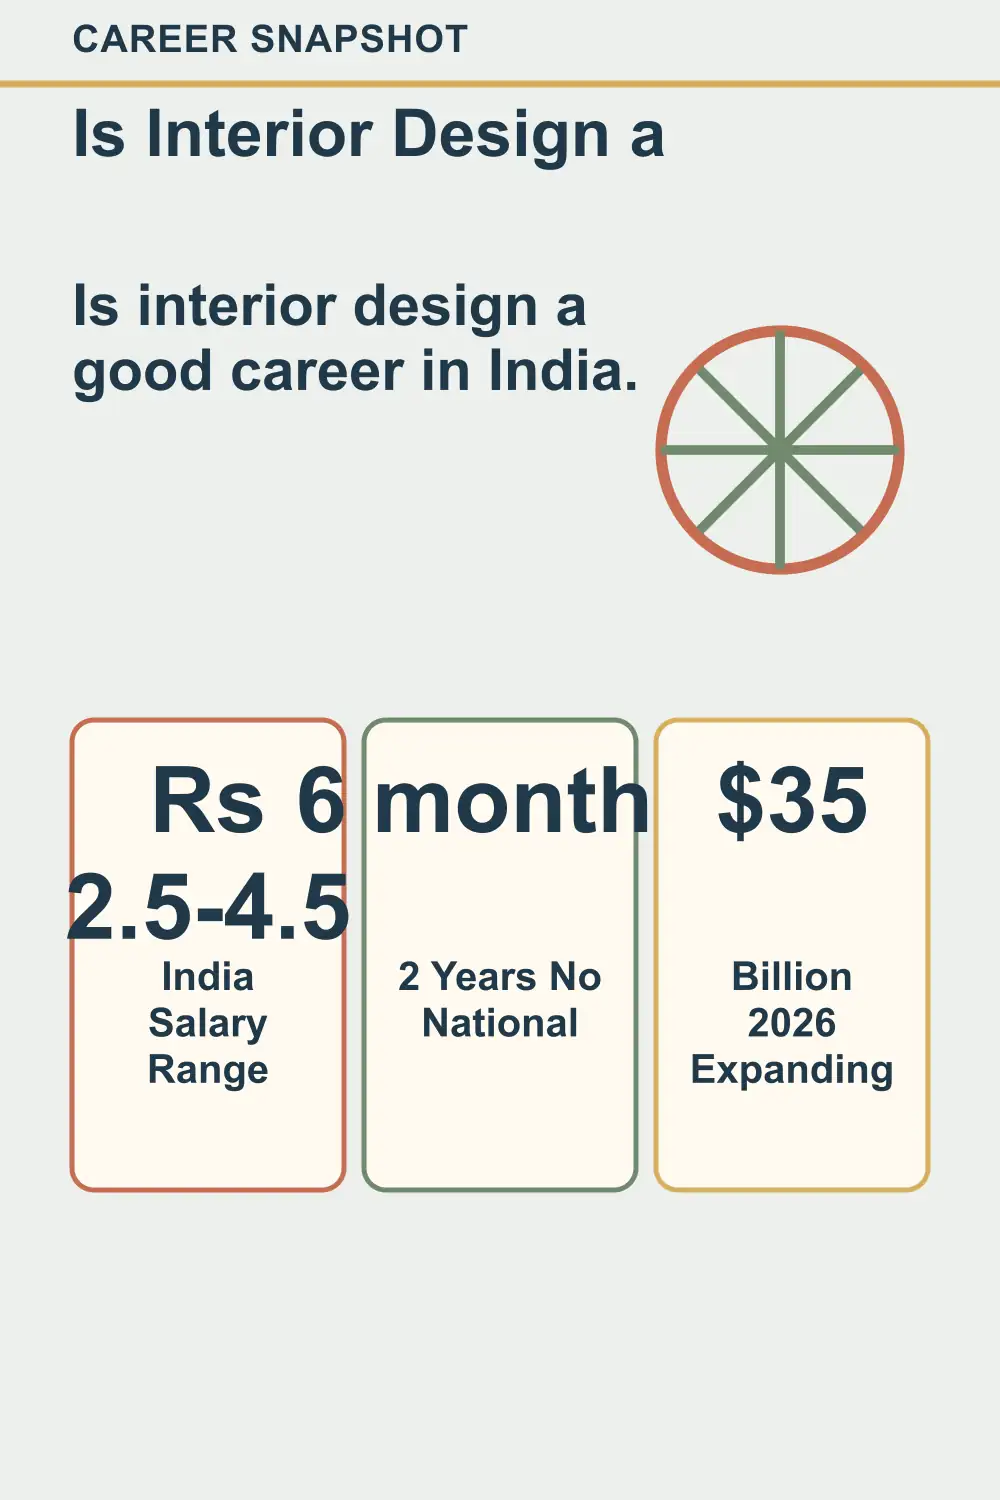 CAREER SNAPSHOT
Is Interior Design a
Is interior design a
good career in India.
Rs
2.5-4.5
India
Salary
Range
6 month
2 Years No
National
$35
Billion
2026
Expanding